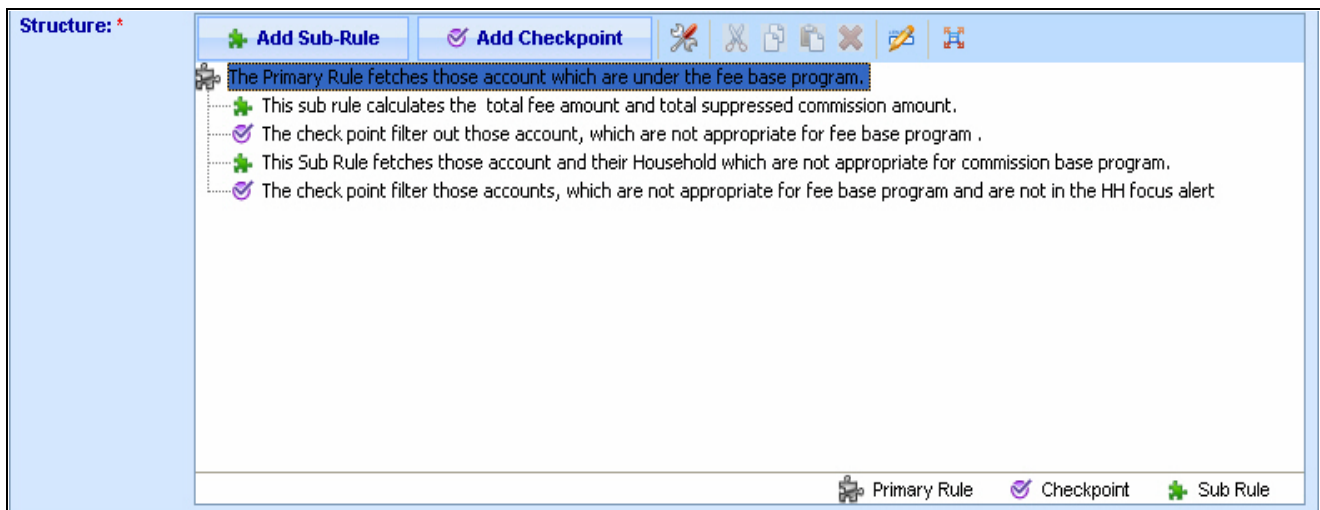 Structure: *
Add Sub-Rule Add Checkpoint
The Primary Rule fetches those account which are under the fee base program.
This sub rule calculates the total fee amount and total suppressed commission amount.
The check point filter out those account, which are not appropriate for fee base program .
This Sub Rule fetches those account and their Household which are not appropriate for commission base program.
The check point filter those accounts, which are not appropriate for fee base program and are not in the HH focus alert
Primary Rule Checkpoint Sub Rule